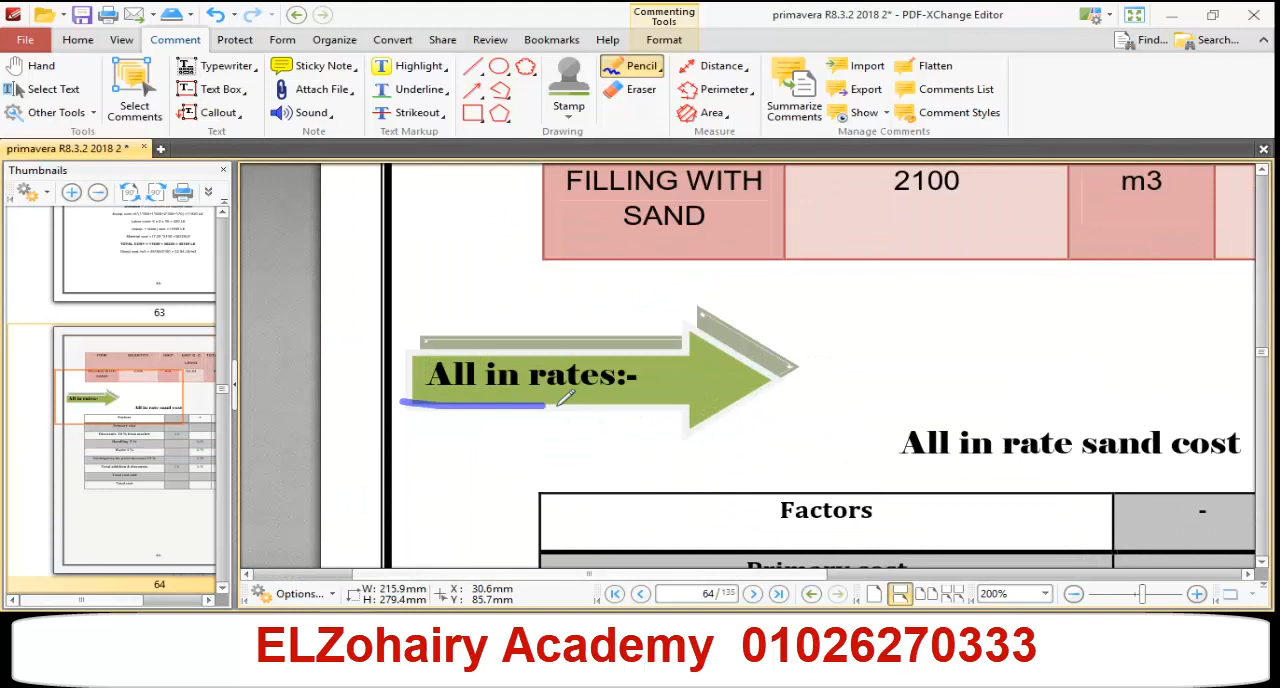 Commenting
Tools
primavera R8.3.2 2018 2* - PDF-XChange Editor
File Home View Comment Protect Form Organize Convert Share Review Bookmarks Help Format Find... Search...
Hand
Select Text
Other Tools
Tools
Select
Comments
Typewriter
Text Box
Callout
Text
Sticky Note
Attach File
Sound
Note
Highlight
Underline
Strikeout
Text Markup
Drawing
Stamp
Pencil
Eraser
Distance
Perimeter
Area
Measure
Summarize
Comments
Import
Export
Show
Flatten
Comments List
Comment Styles
Manage Comments
primavera R8.3.2 2018 2 *
Thumbnails
63
64
FILLING WITH
SAND
2100
m3
All in rates:-
All in rate sand cost
Factors
-
Primary cost
Options...
W: 215.9mm
H: 279.4mm
X: 30.6mm
Y: 85.7mm
64 / 135
200%
ELZohairy Academy 01026270333